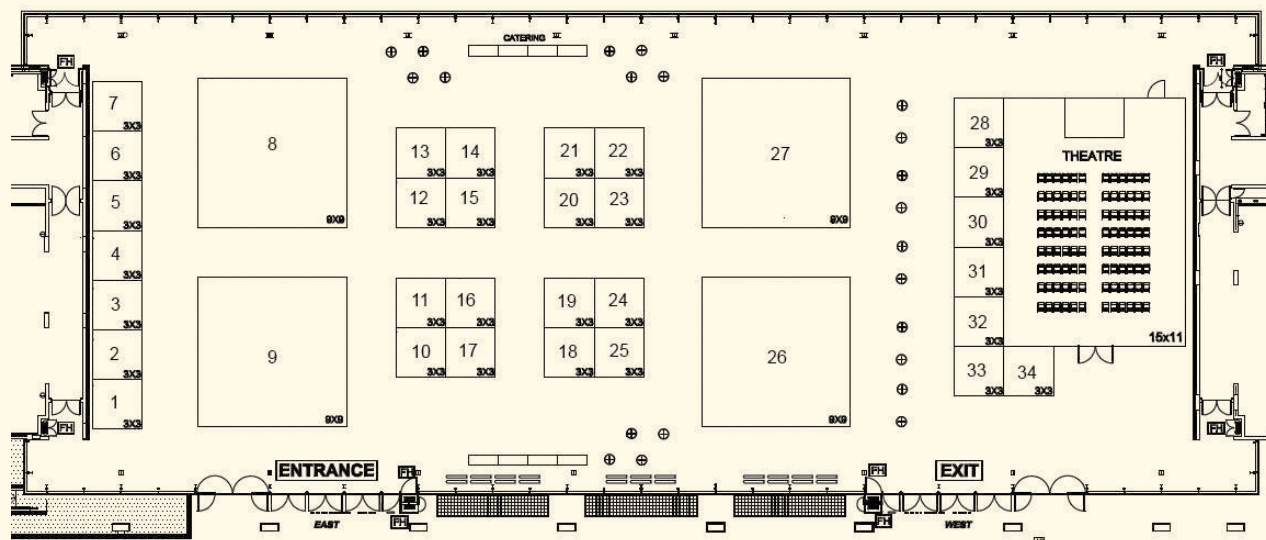 CATERING
FH
FH
7
3X3
6
3X3
5
3X3
4
3X3
3
3X3
2
3X3
1
3X3
8
9X9
9
9X9
13
3X3
14
3X3
12
3X3
15
3X3
11
3X3
16
3X3
10
3X3
17
3X3
21
3X3
22
3X3
20
3X3
23
3X3
19
3X3
24
3X3
18
3X3
25
3X3
27
9X9
26
9X9
28
3X3
29
3X3
30
3X3
31
3X3
32
3X3
33
3X3
34
3X3
THEATRE
15x11
FH
FH
ENTRANCE
FH
FH
EXIT
EAST
FH
FH
WEST